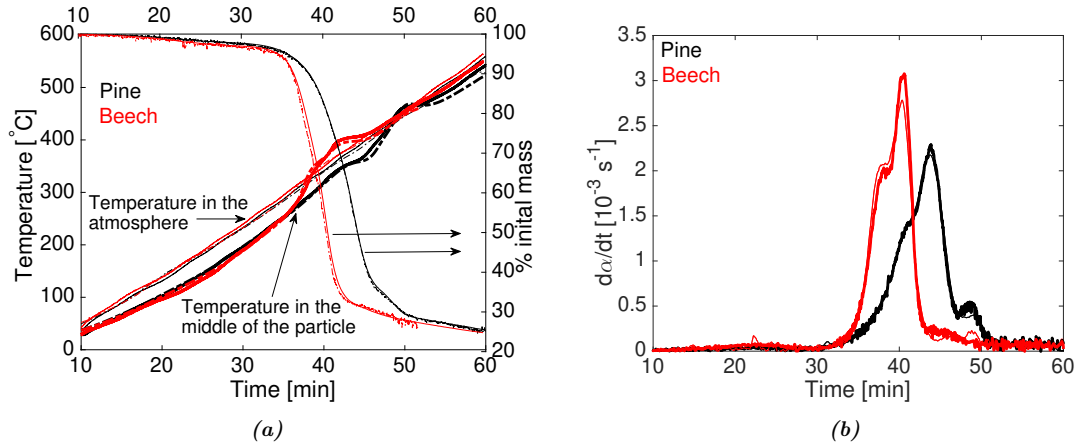 10 20 30 40 50 60
600 500 400 300 200 100 0
Temperature [°C]
Pine
Beech
Temperature in the
atmosphere
Temperature in the
middle of the particle
100 90 80 70 60 50 40 30 20
% initial mass
10 20 30 40 50 60
Time [min]
(a)
3.5 3 2.5 2 1.5 1 0.5 0
dα/dt [10⁻³ s⁻¹]
Pine
Beech
10 20 30 40 50 60
Time [min]
(b)